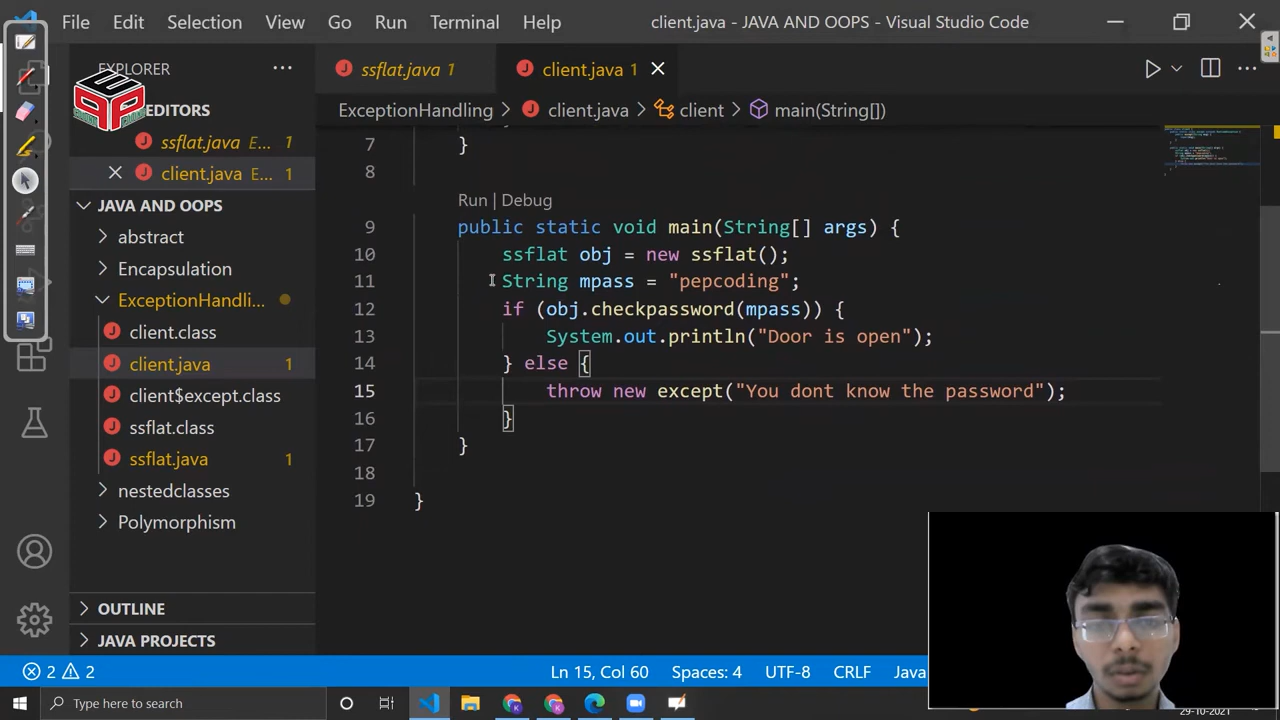 File Edit Selection View Go Run Terminal Help client.java - JAVA AND OOPS - Visual Studio Code
EXPLORER
EDITORS
ssflat.java E... 1
client.java E... 1
JAVA AND OOPS
abstract
Encapsulation
ExceptionHandli...
client.class
client.java 1
client$except.class
ssflat.class
ssflat.java 1
nestedclasses
Polymorphism
OUTLINE
JAVA PROJECTS
ssflat.java 1 client.java 1
ExceptionHandling > client.java > client > main(String[])
7 }
8
Run | Debug
9 public static void main(String[] args) {
10 ssflat obj = new ssflat();
11 String mpass = "pepcoding";
12 if (obj.checkpassword(mpass)) {
13 System.out.println("Door is open");
14 } else {
15 throw new except("You dont know the password");
16 }
17 }
18
19 }
2 2 Ln 15, Col 60 Spaces: 4 UTF-8 CRLF Java
Type here to search
29-10-2021